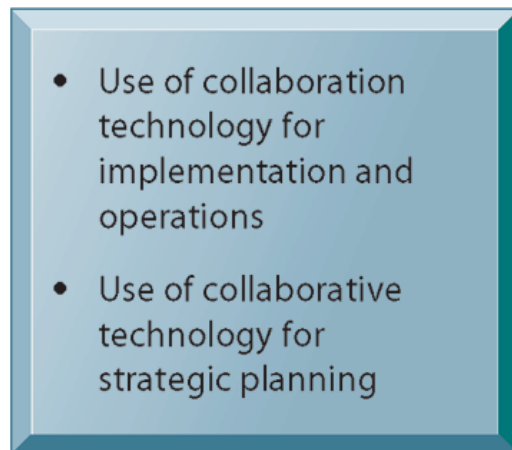 • Use of collaboration
technology for
implementation and
operations
• Use of collaborative
technology for
strategic planning